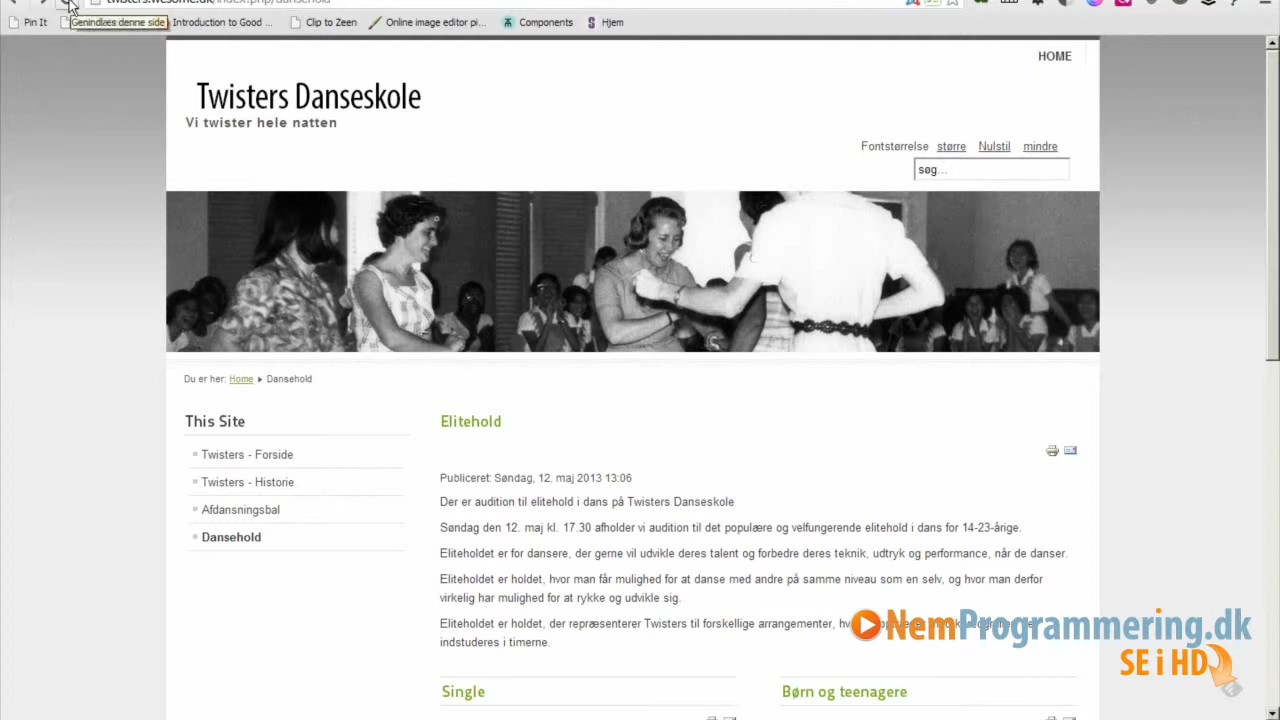 twisters.wcsome.dk/index.php/dansehold
Pin It
Genindlæs denne side
Introduction to Good ...
Clip to Zeen
Online image editor pi...
Components
Hjem
HOME
Twisters Danseskole
Vi twister hele natten
Fontstørrelse større Nulstil mindre
søg...
Du er her: Home Dansehold
This Site
Twisters - Forside
Twisters - Historie
Afdansningsbal
Dansehold
Elitehold
Publiceret: Søndag, 12. maj 2013 13:06
Der er audition til elitehold i dans på Twisters Danseskole
Søndag den 12. maj kl. 17.30 afholder vi audition til det populære og velfungerende elitehold i dans for 14-23-årige.
Eliteholdet er for dansere, der gerne vil udvikle deres talent og forbedre deres teknik, udtryk og performance, når de danser.
Eliteholdet er holdet, hvor man får mulighed for at danse med andre på samme niveau som en selv, og hvor man derfor
virkelig har mulighed for at rykke og udvikle sig.
Eliteholdet er holdet, der repræsenterer Twisters til forskellige arrangementer,
indstuderes i timerne.
Single
Børn og teenagere
NemProgrammering.dk
SE i HD